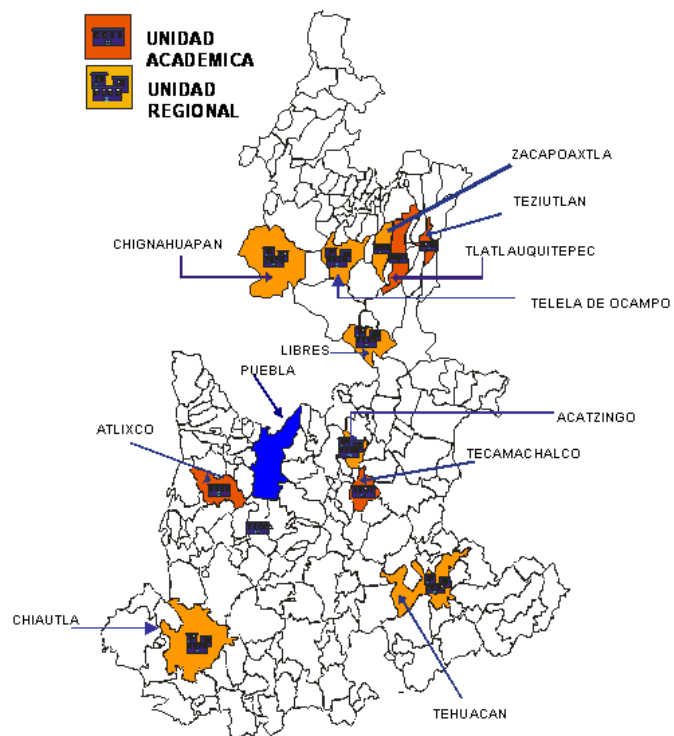 UNIDAD
ACADEMICA
UNIDAD
REGIONAL
ZACAPOAXTLA
TEZIUTLAN
CHIGNAHUAPAN
TLATLAUQUITEPEC
TELELA DE OCAMPO
LIBRES
PUEBLA
ACATZINGO
ATLIXCO
TECAMACHALCO
CHIAUTLA
TEHUACAN